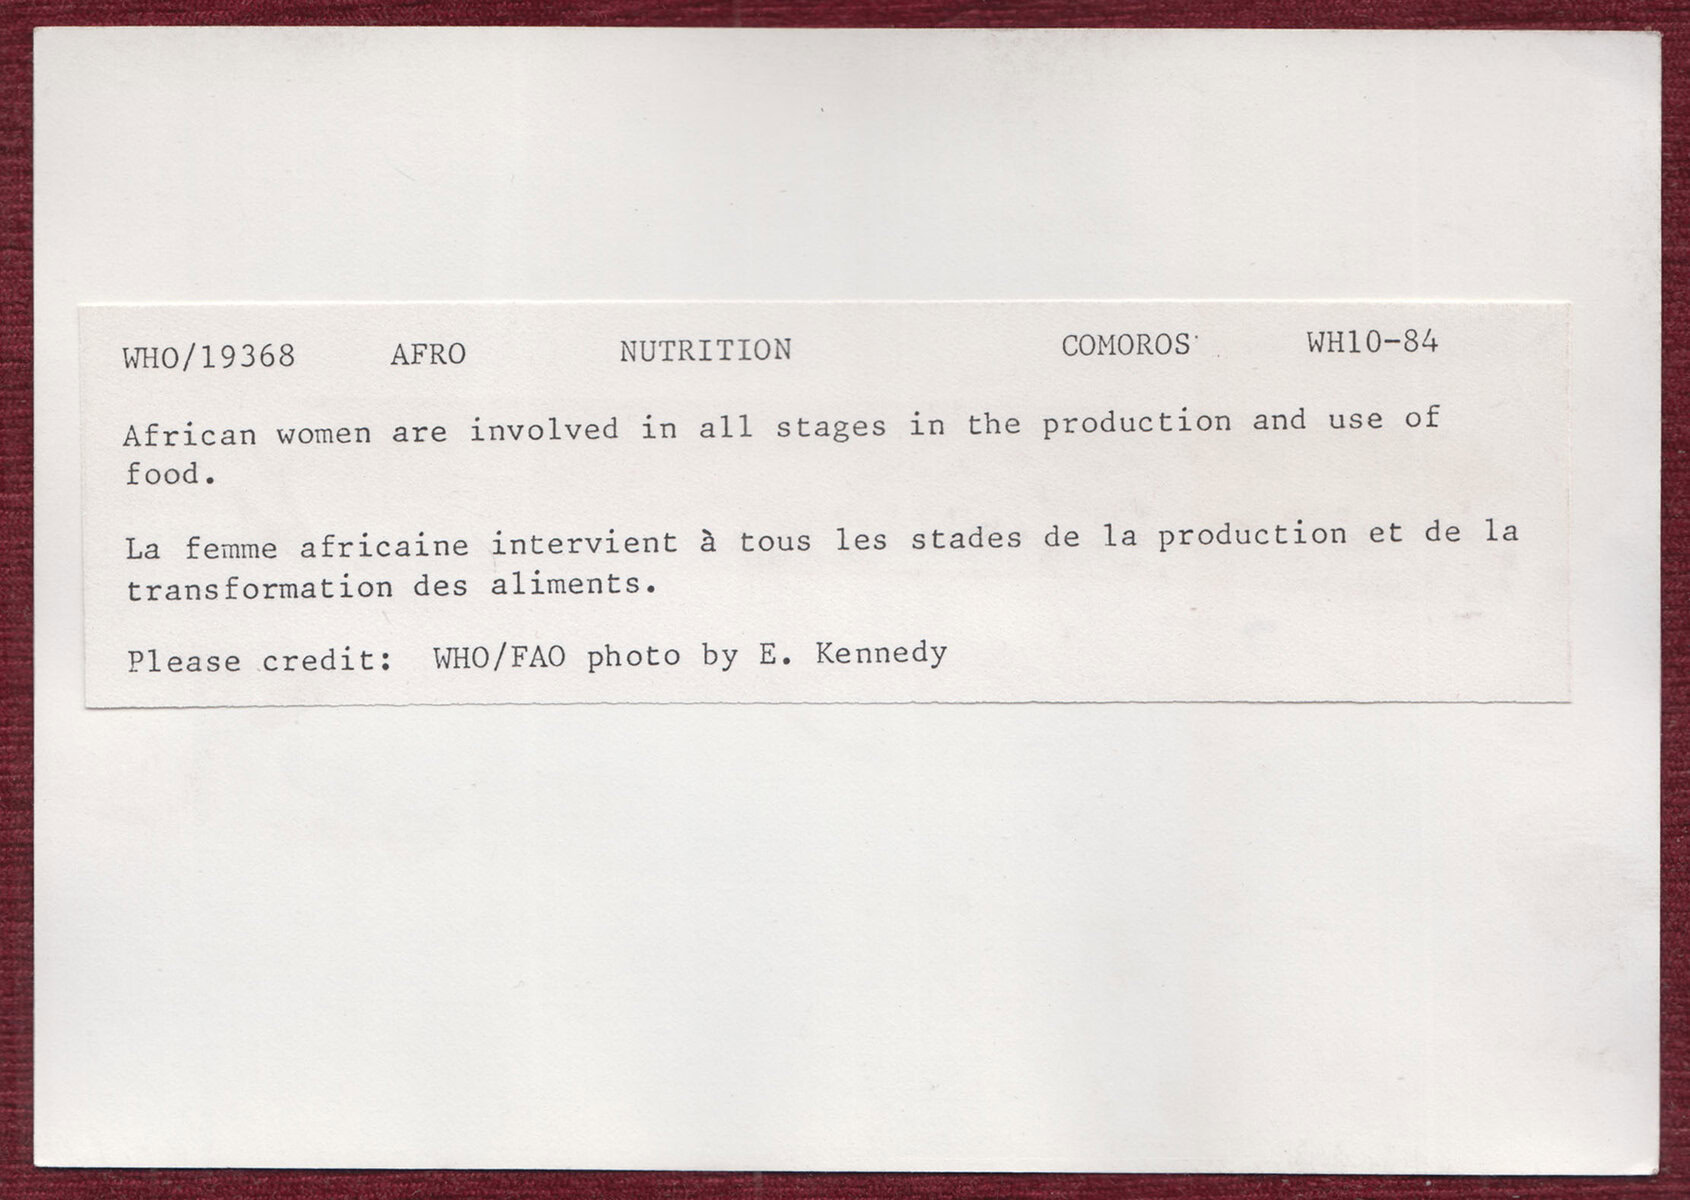 WHO/19368 AFRO NUTRITION COMOROS WH10-84
African women are involved in all stages in the production and use of
food.
La femme africaine intervient à tous les stades de la production et de la
transformation des aliments.
Please credit: WHO/FAO photo by E. Kennedy